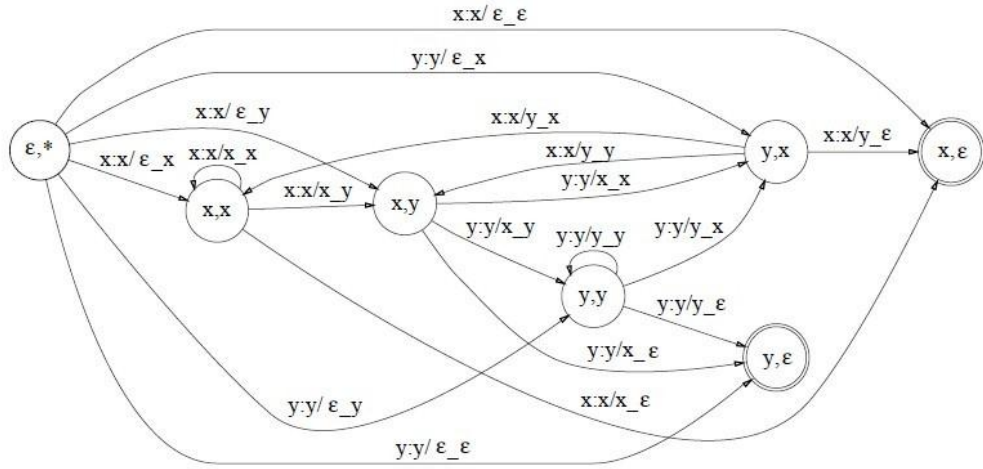 x:x/ ε_ε
y:y/ ε_x
x:x/ ε_y
x:x/y_x
ε,*
x:x/ ε_x
x:x/x_x
x:x/y_y
y,x
x:x/y_ε
x,ε
y:y/x_x
x:x/x_y
x,x
x,y
y:y/x_y
y:y/y_y
y:y/y_x
y,y
y:y/y_ε
y:y/x_ε
y,ε
y:y/ ε_y
x:x/x_ε
y:y/ ε_ε